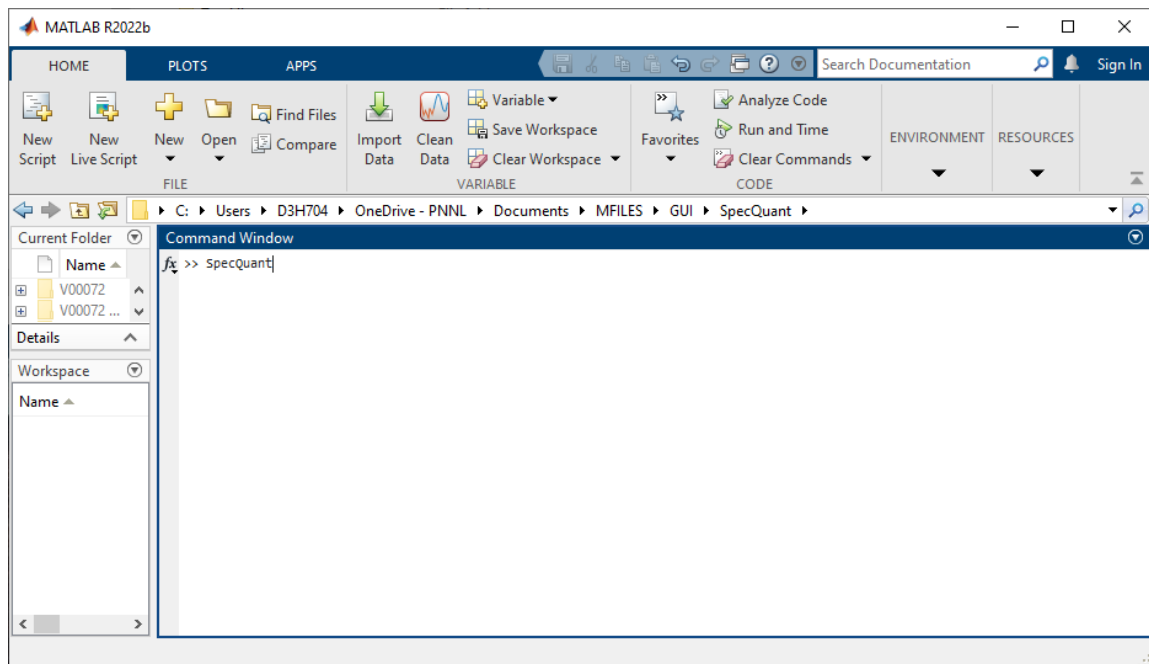 MATLAB R2022b
HOME PLOTS APPS Search Documentation Sign In
New Script New Live Script New Open Find Files Compare Import Data Clean Data Variable Save Workspace Clear Workspace Favorites Analyze Code Run and Time Clear Commands ENVIRONMENT RESOURCES
FILE VARIABLE CODE
C: Users D3H704 OneDrive - PNNL Documents MFILES GUI SpecQuant
Current Folder
Name
V00072
V00072 ...
Details
Workspace
Name
Command Window
fx >> SpecQuant